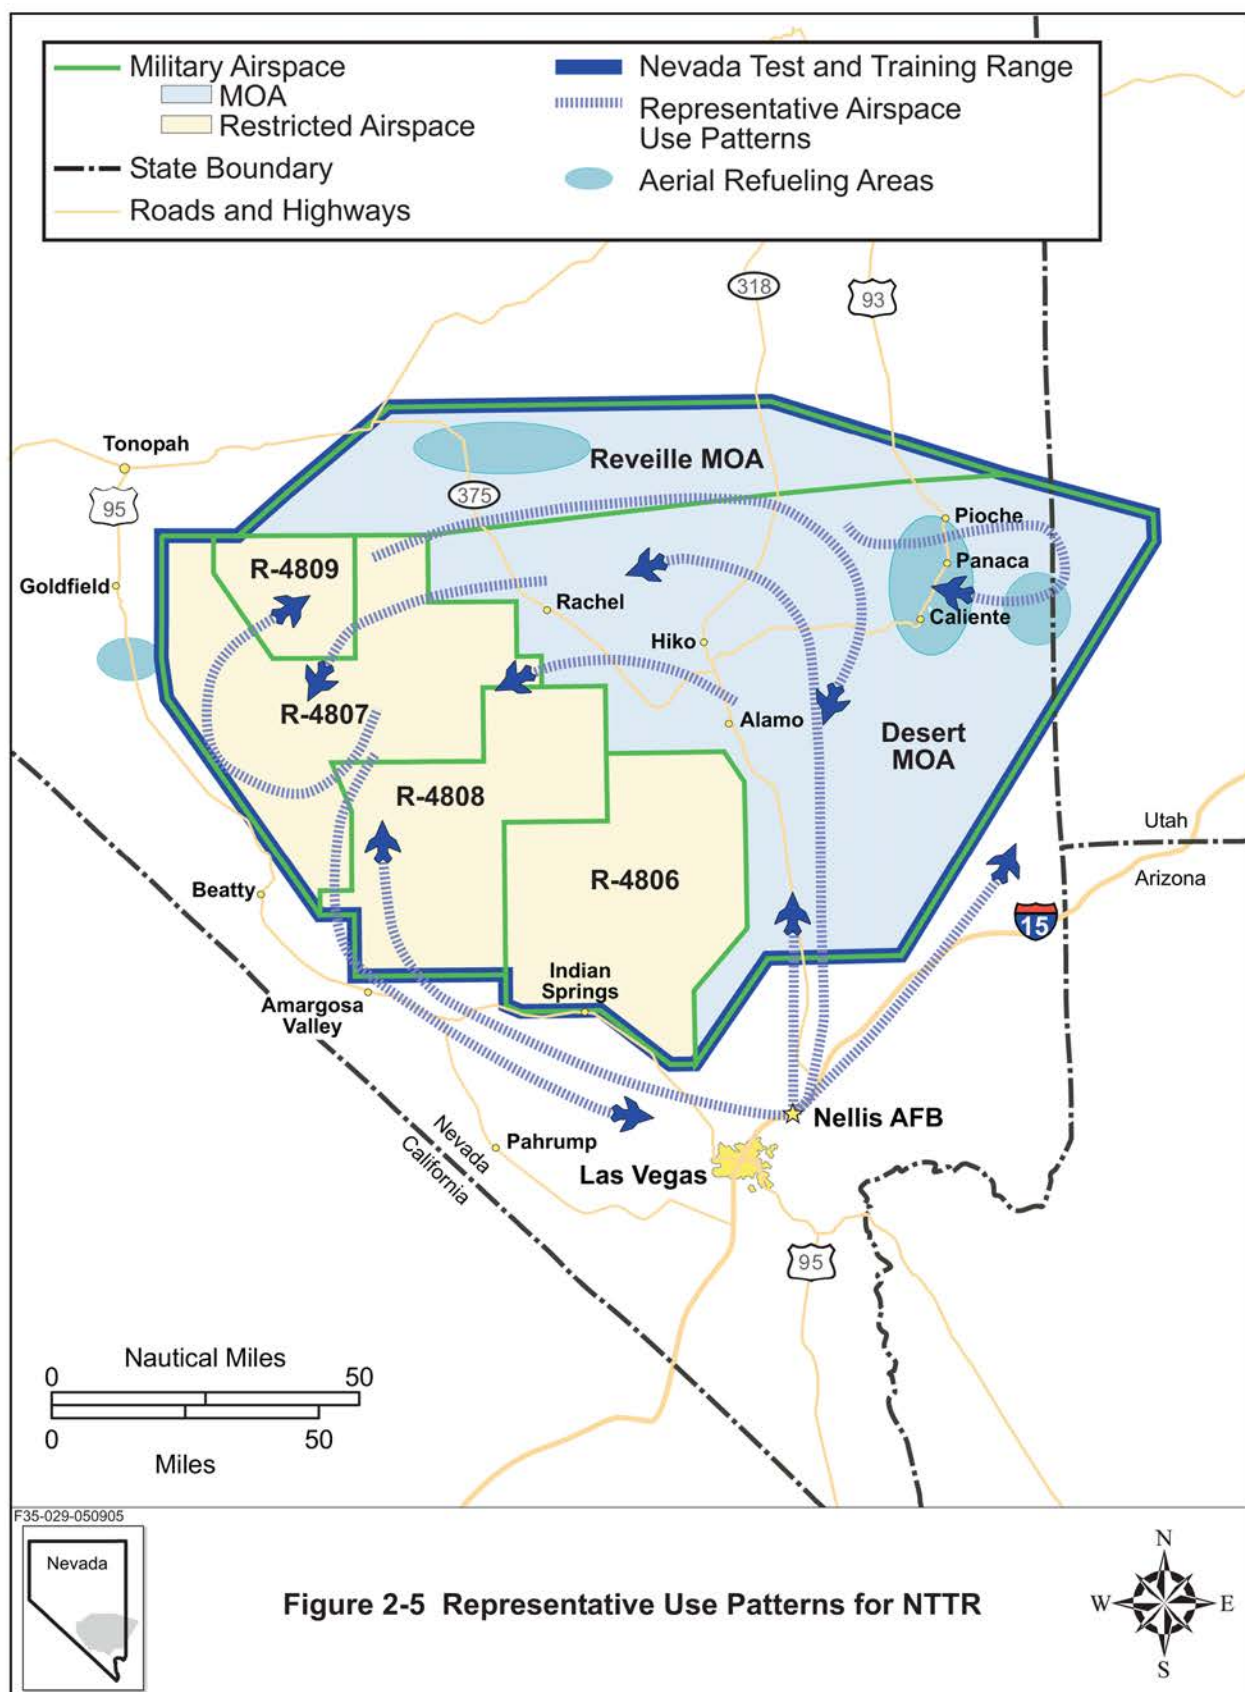 Military Airspace
MOA
Restricted Airspace
State Boundary
Roads and Highways
Nevada Test and Training Range
Representative Airspace
Use Patterns
Aerial Refueling Areas
318
93
Tonopah
95
Reveille MOA
375
Pioche
R-4809
Panaca
Goldfield
Rachel
Caliente
Hiko
R-4807
Alamo
Desert
MOA
R-4808
Utah
Beatty
R-4806
Arizona
15
Indian
Springs
Amargosa
Valley
Nellis AFB
Nevada
California
Pahrump
Las Vegas
95
Nautical Miles
0
50
0
50
Miles
F35-029-050905
Nevada
Figure 2-5 Representative Use Patterns for NTTR
N
W
E
S